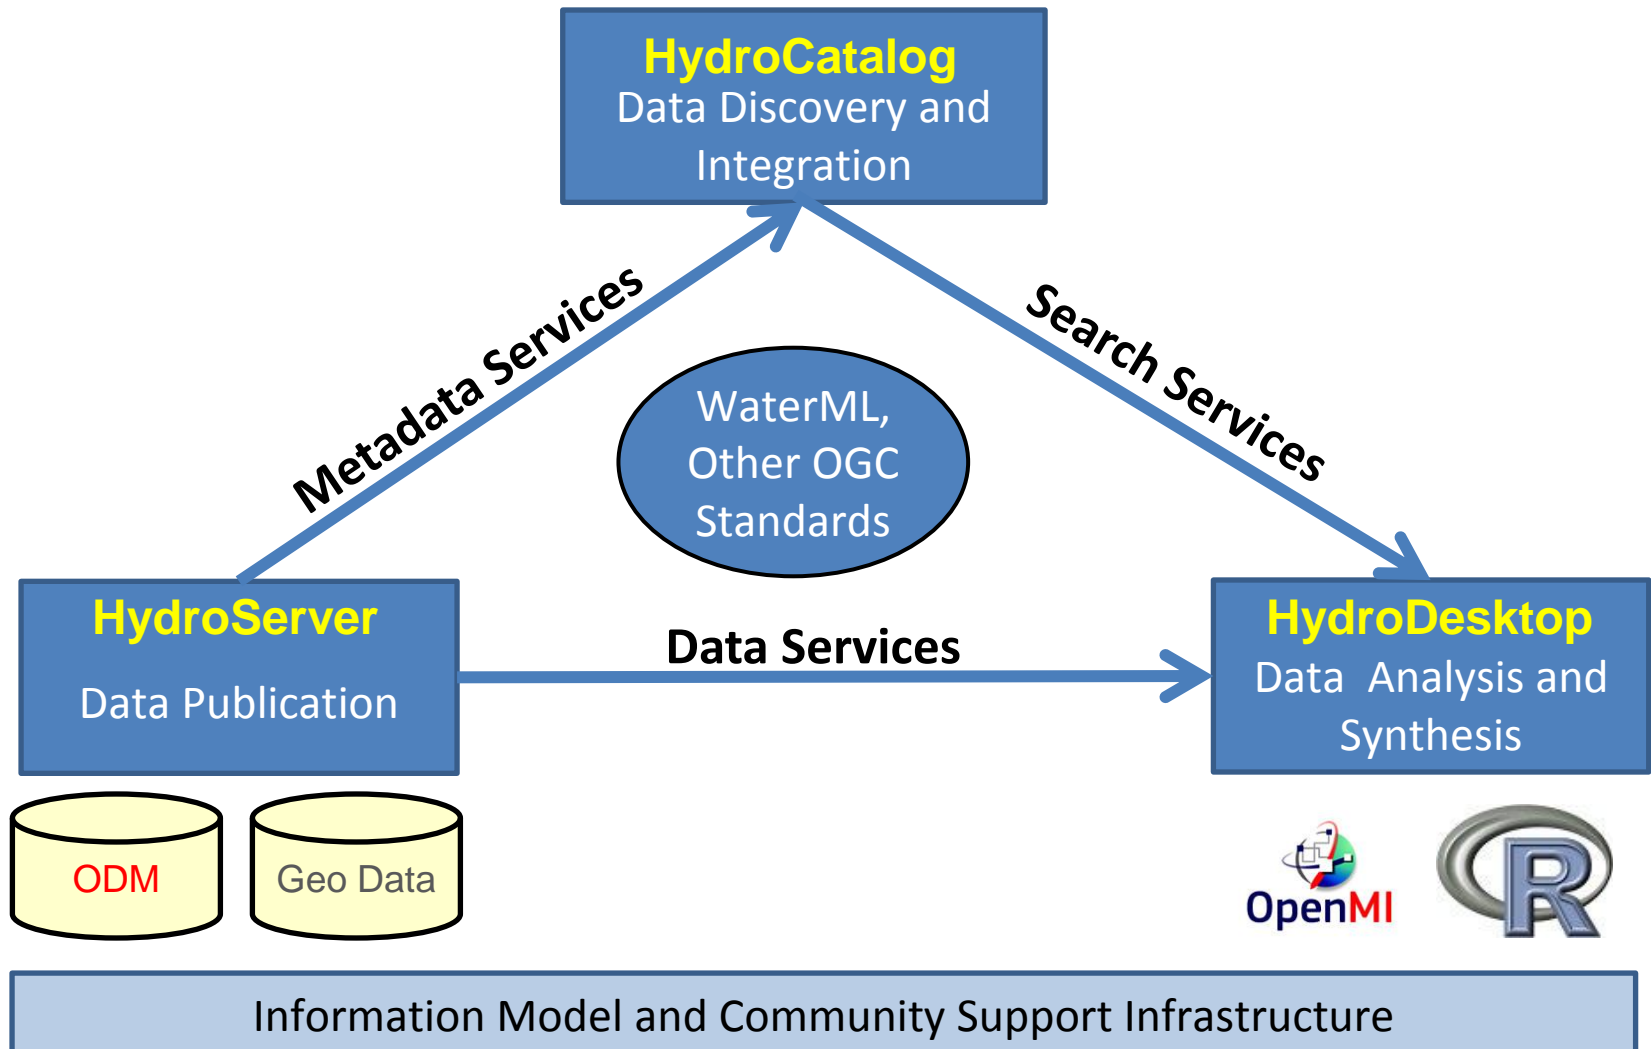 HydroCatalog
Data Discovery and
Integration
Metadata Services
Search Services
WaterML,
Other OGC
Standards
HydroServer
Data Publication
Data Services
HydroDesktop
Data Analysis and
Synthesis
ODM
Geo Data
OpenMI
R
Information Model and Community Support Infrastructure